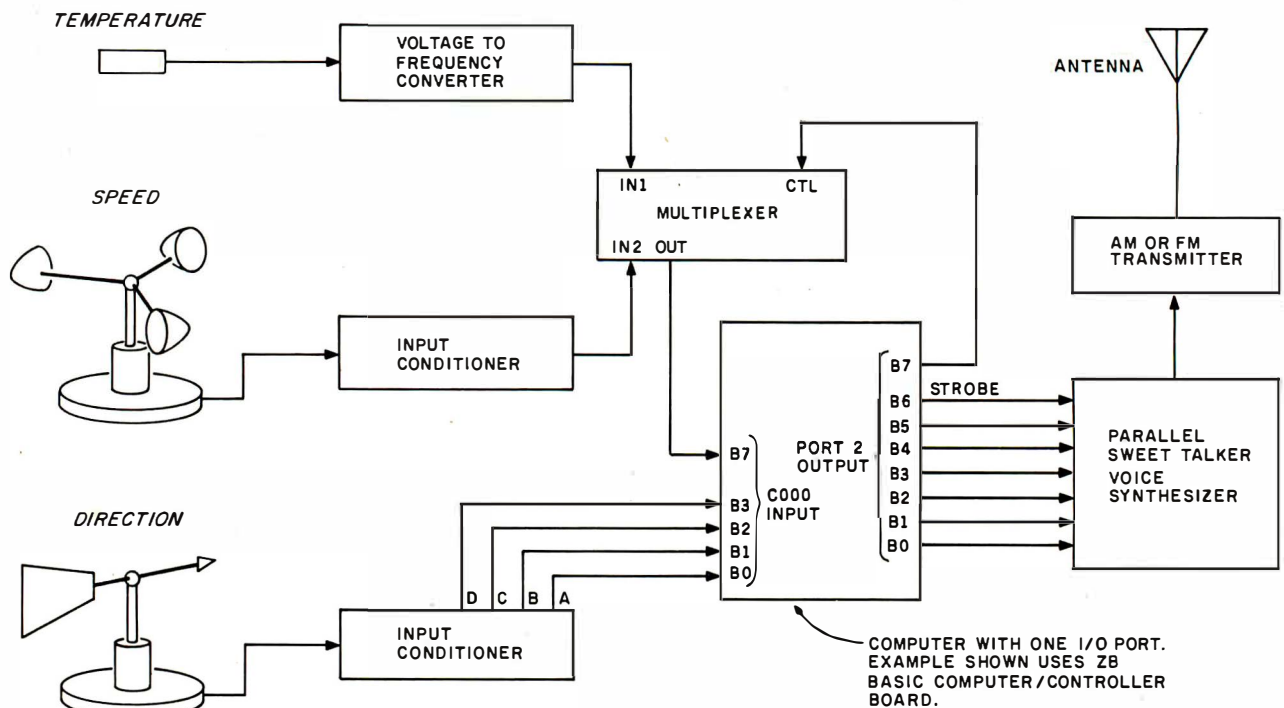 TEMPERATURE
VOLTAGE TO
FREQUENCY
CONVERTER
ANTENNA
IN1 CTL
MULTIPLEXER
IN2 OUT
SPEED
INPUT
CONDITIONER
AM OR FM
TRANSMITTER
B7
B6
B5
B4
B3
B2
B1
B0
STROBE
PORT 2
OUTPUT
PARALLEL
SWEET TALKER
VOICE
SYNTHESIZER
B7
B3
B2
B1
B0
C000
INPUT
DIRECTION
D C B A
INPUT
CONDITIONER
COMPUTER WITH ONE I/O PORT.
EXAMPLE SHOWN USES Z8
BASIC COMPUTER/CONTROLLER
BOARD.